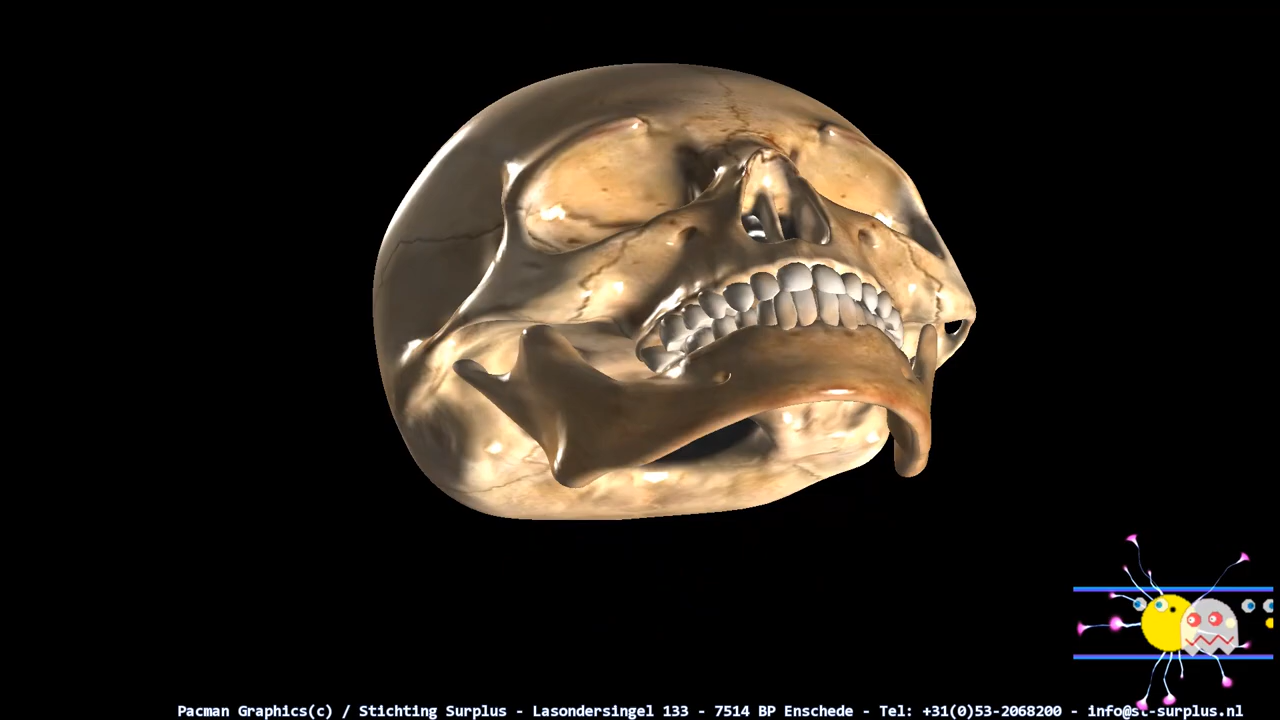 Pacman Graphics(c) / Stichting Surplus - Lasondersingel 133 - 7514 BP Enschede - Tel: +31(0)53-2068200 - info@st-surplus.nl